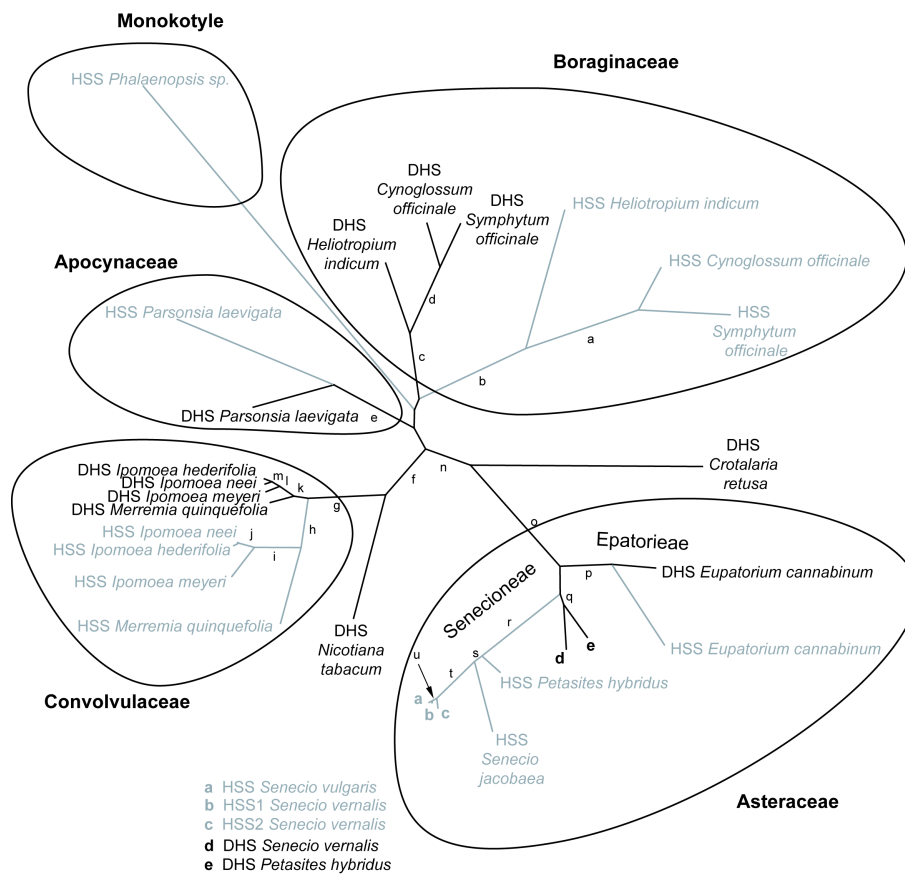 Monokotyle
HSS Phalaenopsis sp.
Boraginaceae
DHS
Cynoglossum
officinale
DHS
Symphytum
officinale
DHS
Heliotropium
indicum
HSS Heliotropium indicum
HSS Cynoglossum officinale
HSS
Symphytum
officinale
d
c
b
a
Apocynaceae
HSS Parsonsia laevigata
DHS Parsonsia laevigata
e
DHS Ipomoea hederifolia
DHS Ipomoea neei
DHS Ipomoea meyeri
DHS Merremia quinquefolia
m
l
k
g
HSS Ipomoea neei
HSS Ipomoea hederifolia
HSS Ipomoea meyeri
HSS Merremia quinquefolia
j
h
i
Convolvulaceae
f
n
DHS
Nicotiana
tabacum
DHS
Crotalaria
retusa
o
Epatorieae
Senecioneae
p
DHS Eupatorium cannabinum
HSS Eupatorium cannabinum
q
r
d
e
s
u
t
HSS Petasites hybridus
a
b
c
HSS
Senecio
jacobaea
Asteraceae
a HSS Senecio vulgaris
b HSS1 Senecio vernalis
c HSS2 Senecio vernalis
d DHS Senecio vernalis
e DHS Petasites hybridus